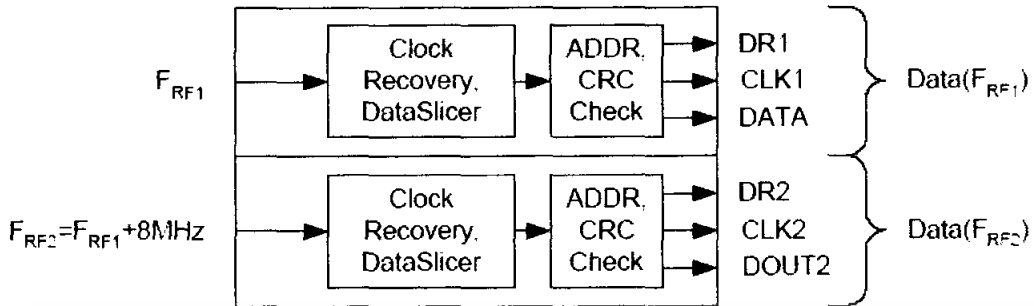 F_RF1
Clock
Recovery,
DataSlicer
ADDR,
CRC
Check
DR1
CLK1
DATA
Data(F_RF1)
F_RF2=F_RF1+8MHz
Clock
Recovery,
DataSlicer
ADDR,
CRC
Check
DR2
CLK2
DOUT2
Data(F_RF2)